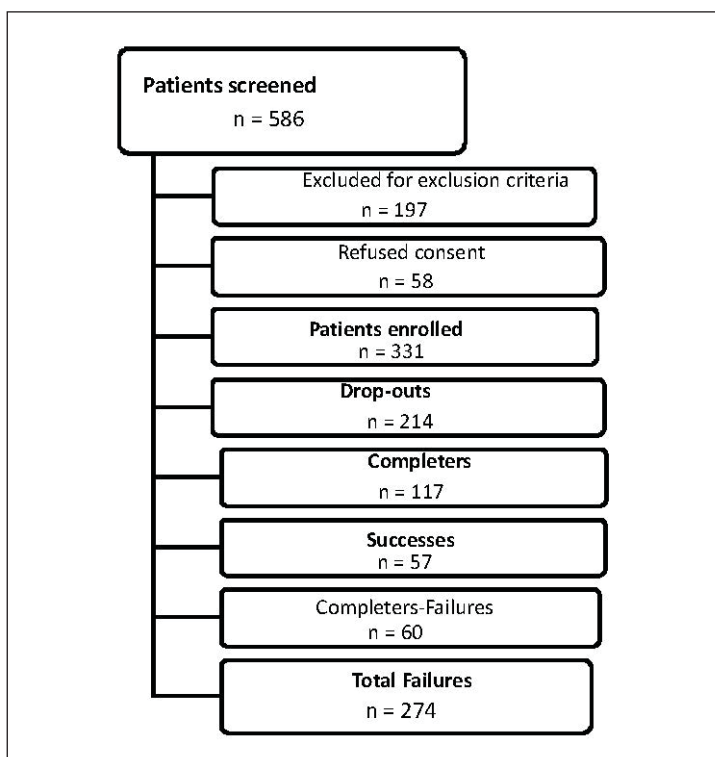 Patients screened
n = 586
Excluded for exclusion criteria
n = 197
Refused consent
n = 58
Patients enrolled
n = 331
Drop-outs
n = 214
Completers
n = 117
Successes
n = 57
Completers-Failures
n = 60
Total Failures
n = 274